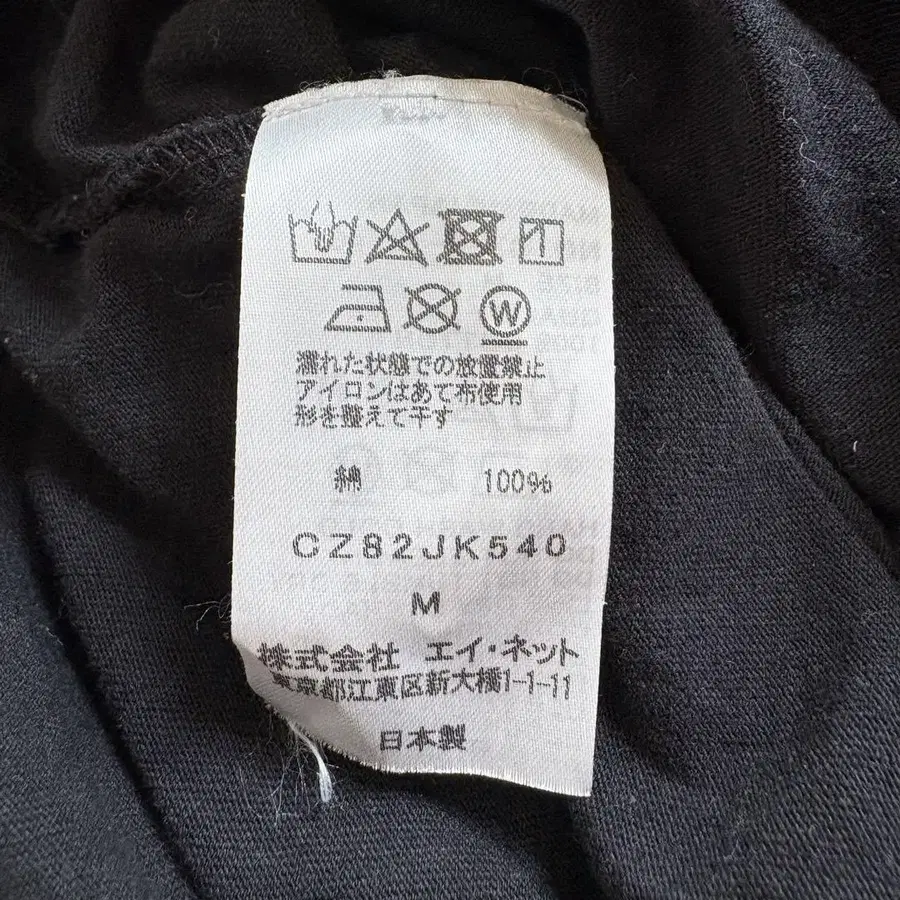 W
濡れた状態での放置禁止
アイロンはあて布使用
形を整えて干す
綿 100%
CZ82JK540
M
株式会社 エイ・ネット
東京都江東区新大橋1-1-11
日本製